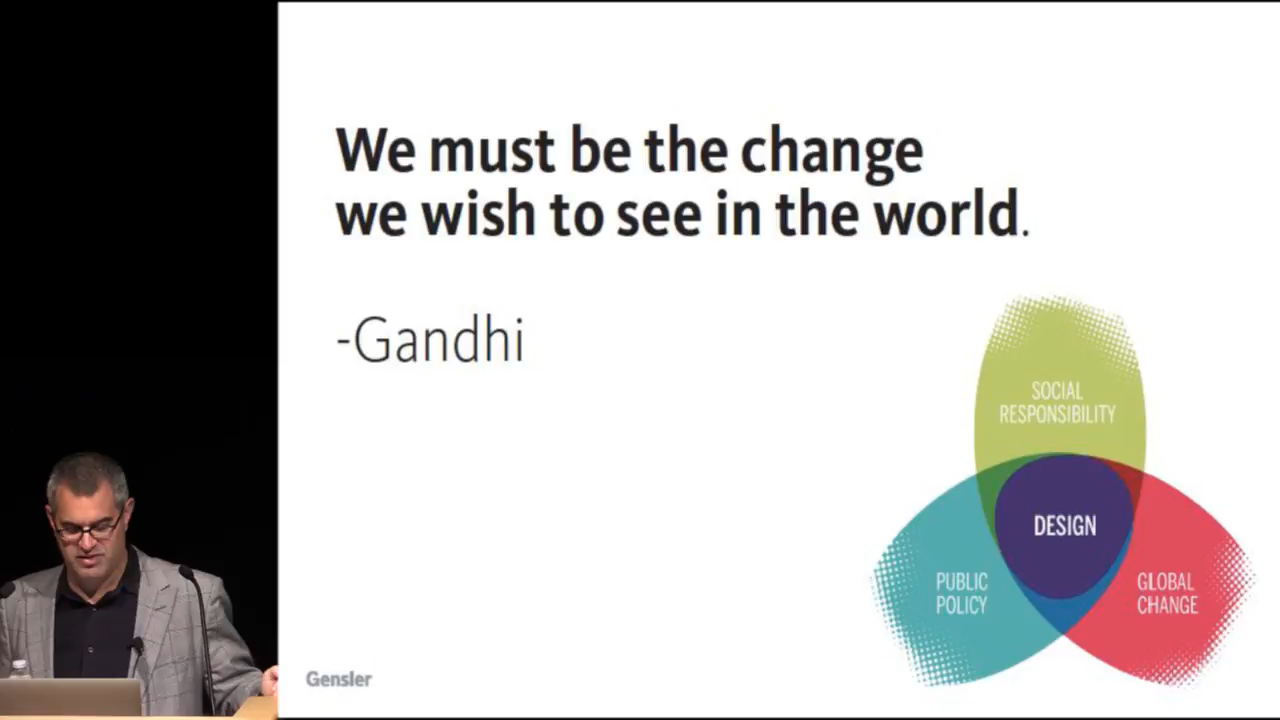 We must be the change
we wish to see in the world.
-Gandhi
SOCIAL
RESPONSIBILITY
DESIGN
PUBLIC
POLICY
GLOBAL
CHANGE
Gensler